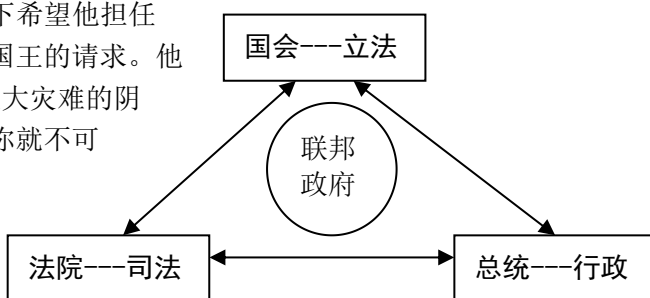 下希望他担任
国王的请求。他
大灾难的阴
你就不可
国会---立法
联邦
政府
法院---司法
总统---行政